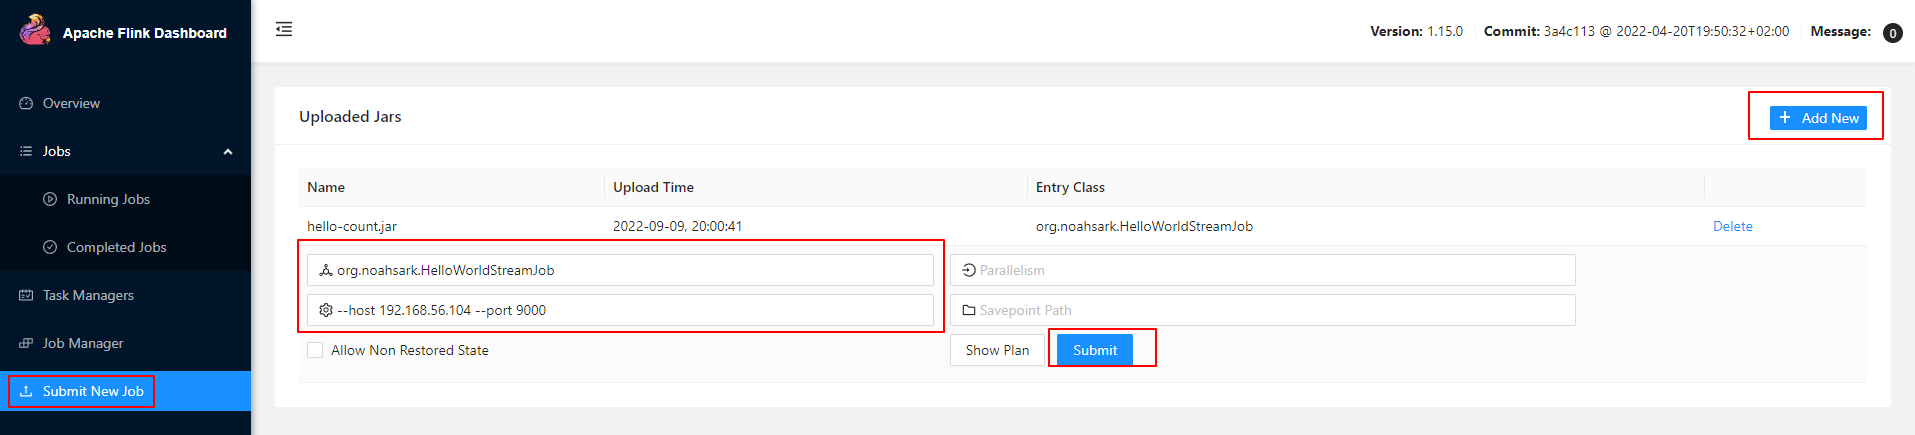 Apache Flink Dashboard
Version: 1.15.0 Commit: 3a4c113 @ 2022-04-20T19:50:32+02:00 Message: 0
Overview
Jobs
Running Jobs
Completed Jobs
Task Managers
Job Manager
Submit New Job
Uploaded Jars
Add New
Name Upload Time Entry Class
hello-count.jar 2022-09-09, 20:00:41 org.noahsark.HelloWorldStreamJob Delete
org.noahsark.HelloWorldStreamJob Parallelism
--host 192.168.56.104 --port 9000 Savepoint Path
Allow Non Restored State Show Plan Submit